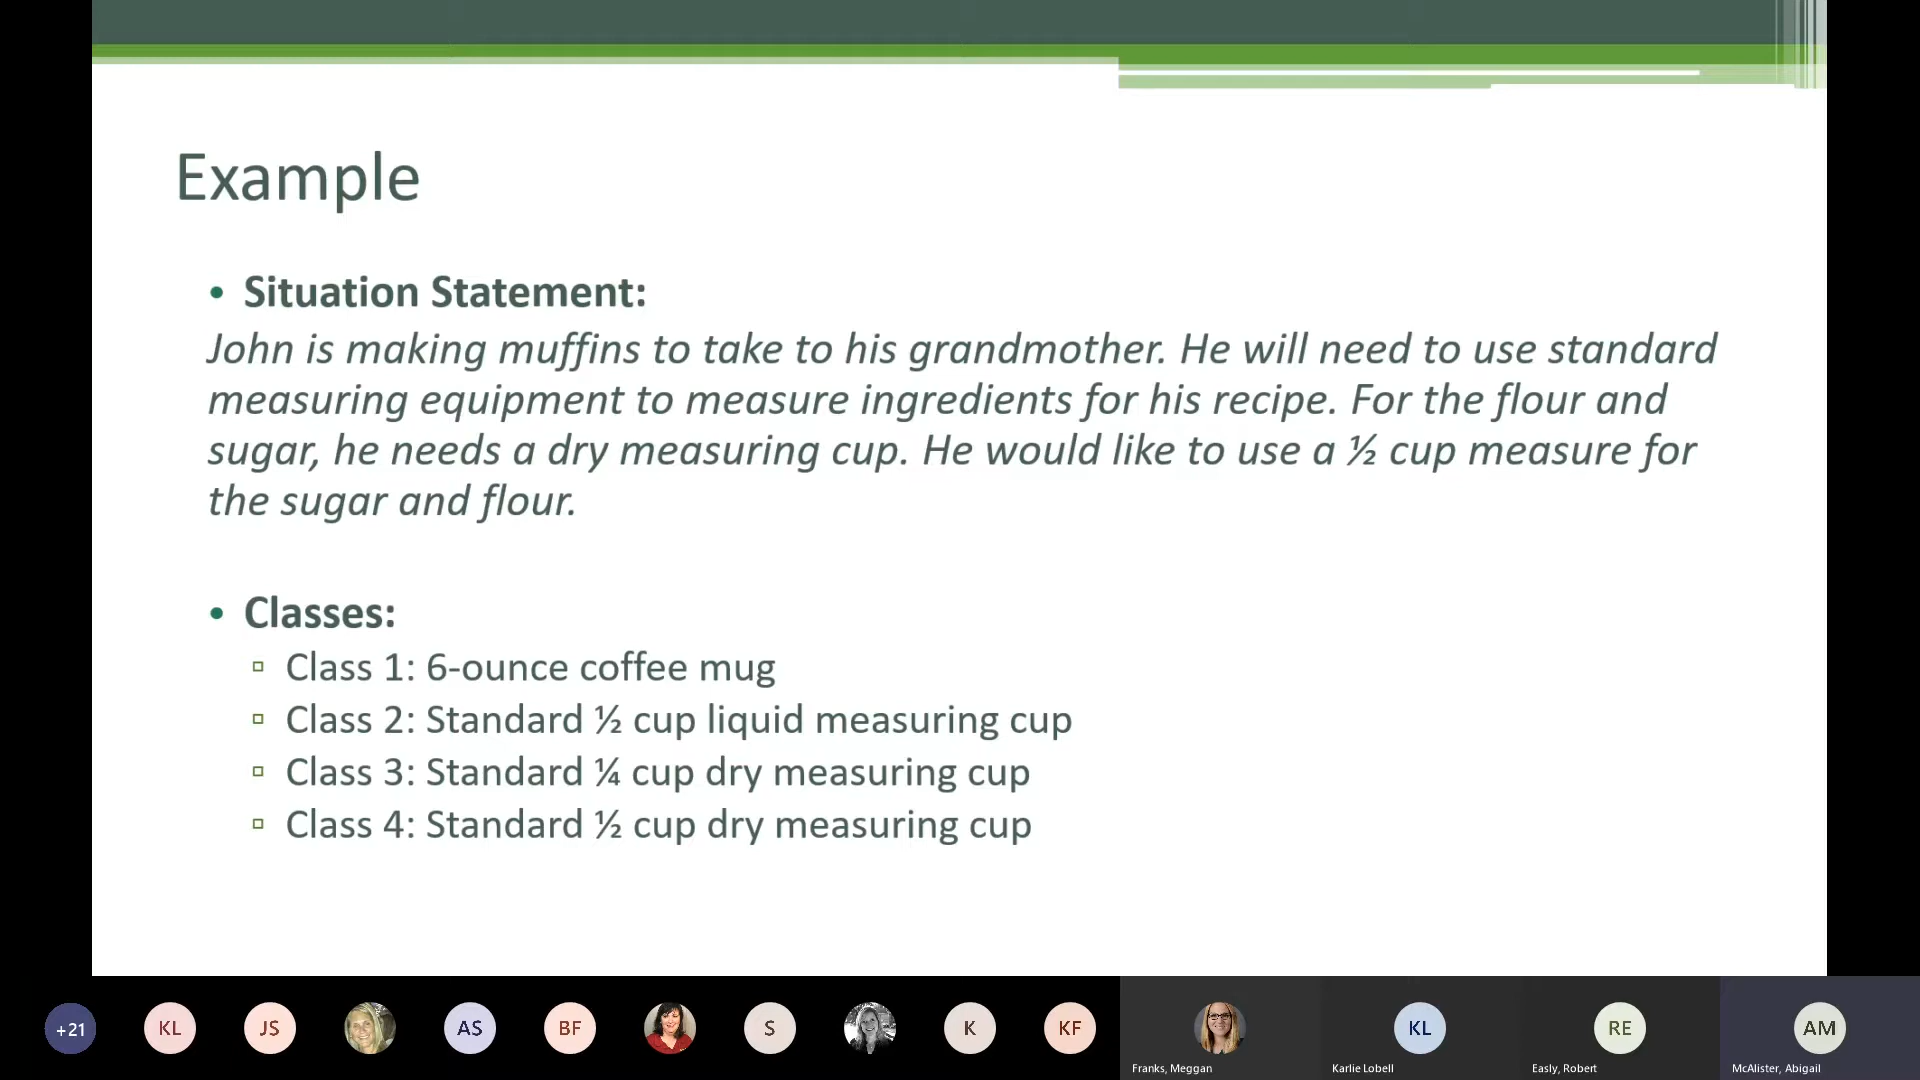 Example
• Situation Statement:
John is making muffins to take to his grandmother. He will need to use standard
measuring equipment to measure ingredients for his recipe. For the flour and
sugar, he needs a dry measuring cup. He would like to use a ½ cup measure for
the sugar and flour.
• Classes:
▫ Class 1: 6-ounce coffee mug
▫ Class 2: Standard ½ cup liquid measuring cup
▫ Class 3: Standard ¼ cup dry measuring cup
▫ Class 4: Standard ½ cup dry measuring cup
+21 KL JS AS BF S K KF KL RE AM
Franks, Meggan Karlie Lobell Easly, Robert McAlister, Abigail